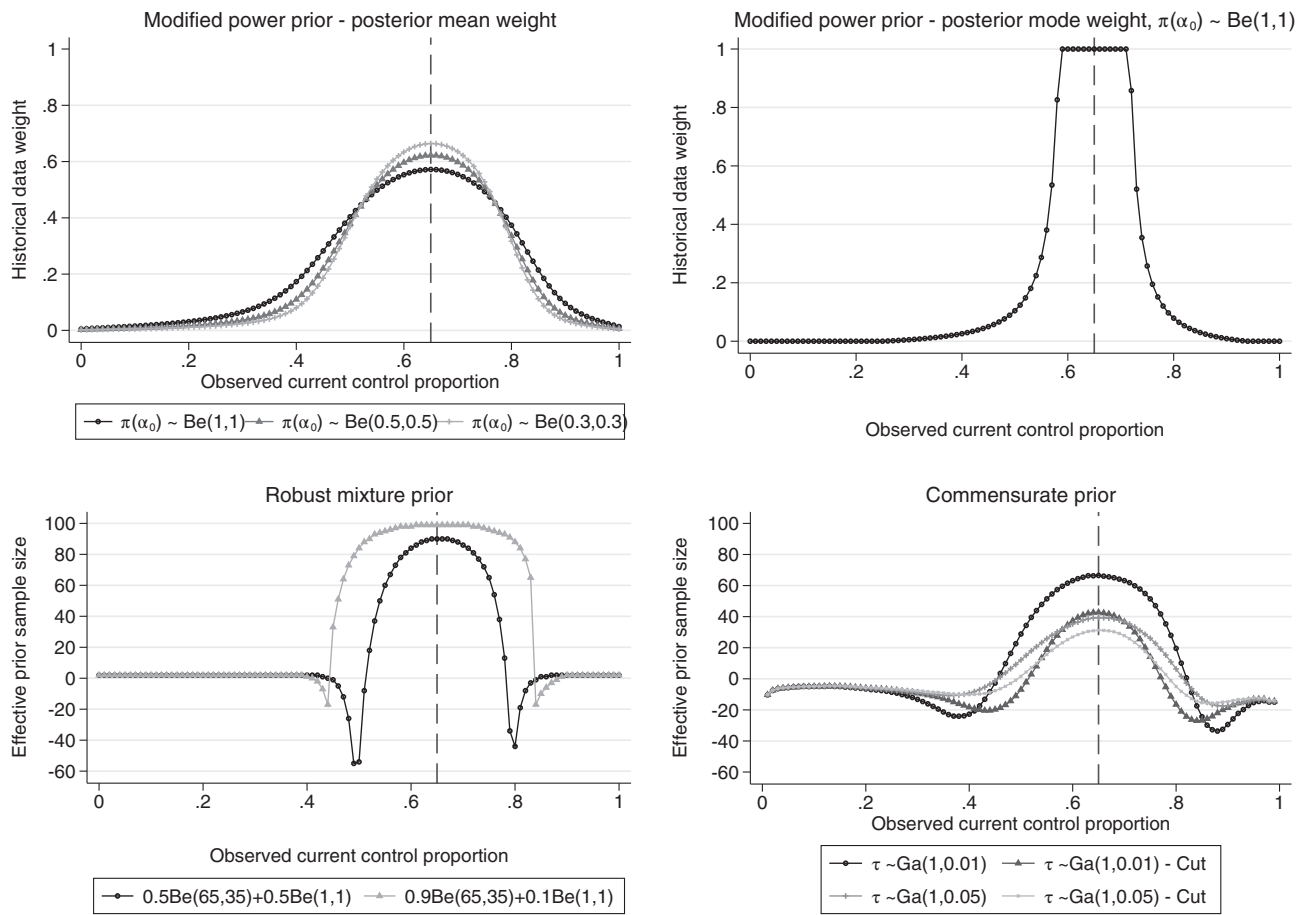 Modified power prior - posterior mean weight
Historical data weight
1
.8
.6
.4
.2
0
0
.2
.4
.6
.8
1
Observed current control proportion
π(α₀) ~ Be(1,1)
π(α₀) ~ Be(0.5,0.5)
π(α₀) ~ Be(0.3,0.3)
Modified power prior - posterior mode weight, π(α₀) ~ Be(1,1)
Historical data weight
1
.8
.6
.4
.2
0
0
.2
.4
.6
.8
1
Observed current control proportion
Robust mixture prior
Effective prior sample size
100
80
60
40
20
0
-20
-40
-60
0
.2
.4
.6
.8
1
Observed current control proportion
0.5Be(65,35)+0.5Be(1,1)
0.9Be(65,35)+0.1Be(1,1)
Commensurate prior
Effective prior sample size
100
80
60
40
20
0
-20
-40
-60
0
.2
.4
.6
.8
1
Observed current control proportion
τ ~Ga(1,0.01)
τ ~Ga(1,0.01) - Cut
τ ~Ga(1,0.05)
τ ~Ga(1,0.05) - Cut